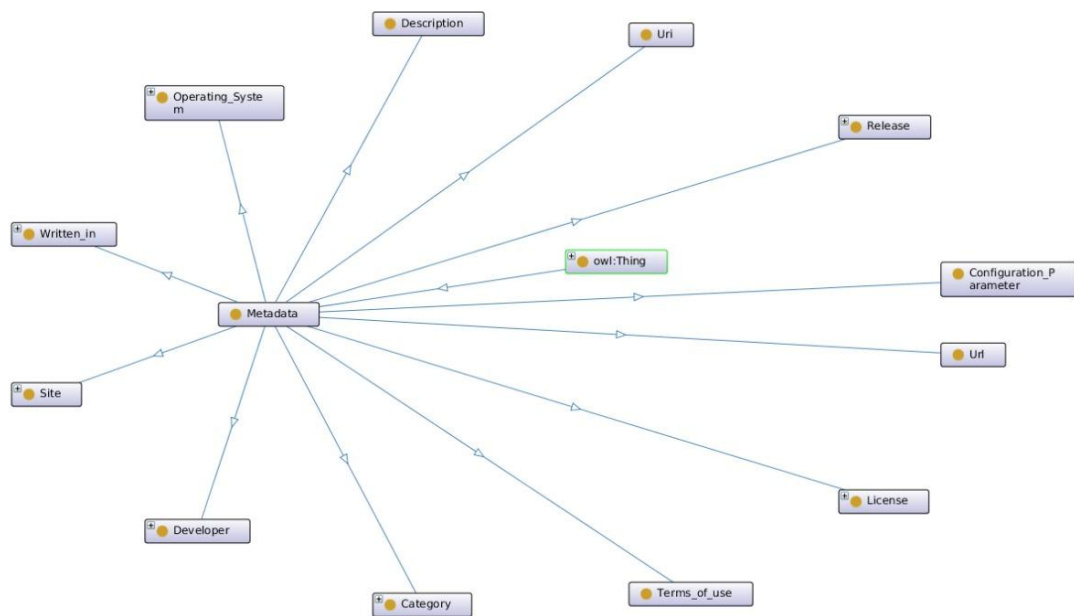 Description
Uri
Operating_Syste
m
Release
Written_in
owl:Thing
Configuration_P
arameter
Metadata
Url
Site
License
Developer
Terms_of_use
Category